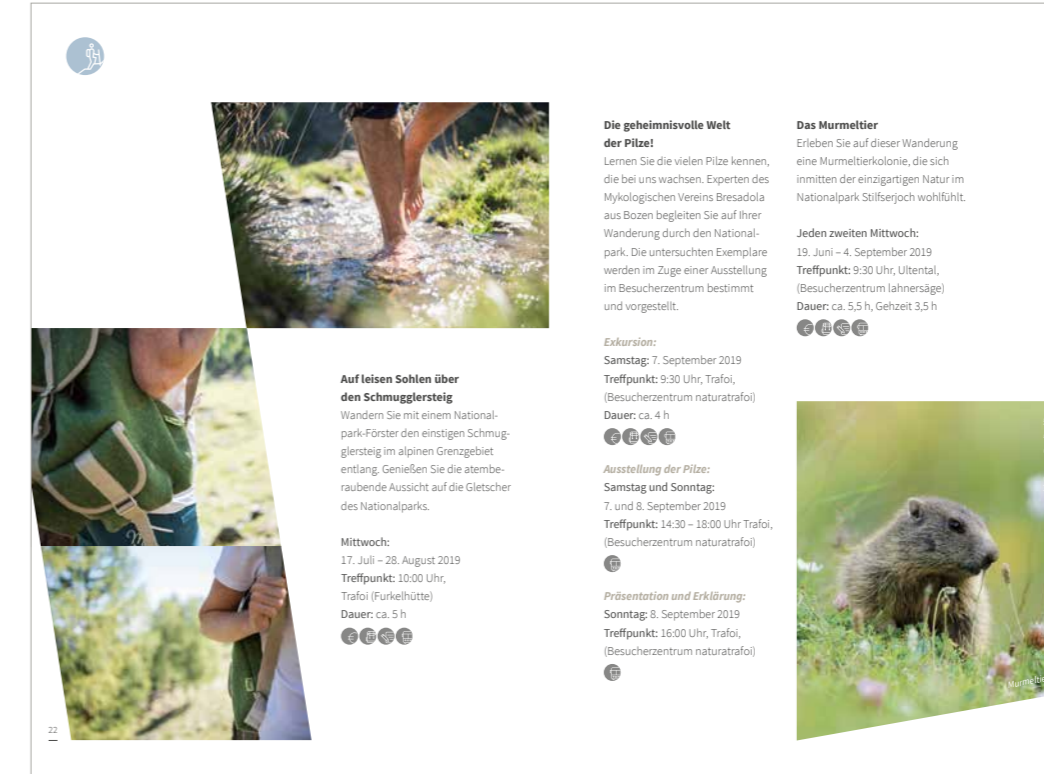 Auf leisen Sohlen über
den Schmugglersteig
Wandern Sie mit einem National-
park-Förster den einstigen Schmug-
glersteig im alpinen Grenzgebiet
entlang. Genießen Sie die atembe-
raubende Aussicht auf die Gletscher
des Nationalparks.
Mittwoch:
17. Juli – 28. August 2019
Treffpunkt: 10:00 Uhr,
Trafoi (Furkelhütte)
Dauer: ca. 5 h
Die geheimnisvolle Welt
der Pilze!
Lernen Sie die vielen Pilze kennen,
die bei uns wachsen. Experten des
Mykologischen Vereins Bresadola
aus Bozen begleiten Sie auf Ihrer
Wanderung durch den National-
park. Die untersuchten Exemplare
werden im Zuge einer Ausstellung
im Besucherzentrum bestimmt
und vorgestellt.
Exkursion:
Samstag: 7. September 2019
Treffpunkt: 9:30 Uhr, Trafoi,
(Besucherzentrum naturatrafoi)
Dauer: ca. 4 h
Ausstellung der Pilze:
Samstag und Sonntag:
7. und 8. September 2019
Treffpunkt: 14:30 – 18:00 Uhr Trafoi,
(Besucherzentrum naturatrafoi)
Präsentation und Erklärung:
Sonntag: 8. September 2019
Treffpunkt: 16:00 Uhr, Trafoi,
(Besucherzentrum naturatrafoi)
Das Murmeltier
Erleben Sie auf dieser Wanderung
eine Murmeltierkolonie, die sich
inmitten der einzigartigen Natur im
Nationalpark Stilfserjoch wohlfühlt.
Jeden zweiten Mittwoch:
19. Juni – 4. September 2019
Treffpunkt: 9:30 Uhr, Ultental,
(Besucherzentrum lahnersäge)
Dauer: ca. 5,5 h, Gehzeit 3,5 h
22